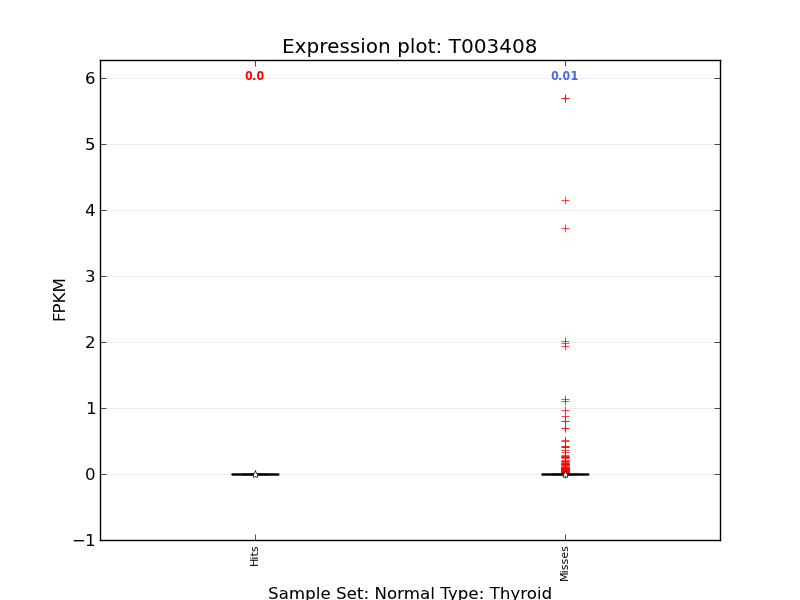 Expression plot: T003408
0.0
0.01
6
5
4
3
2
1
0
−1
FPKM
Hits
Misses
Sample Set: Normal Type: Thyroid